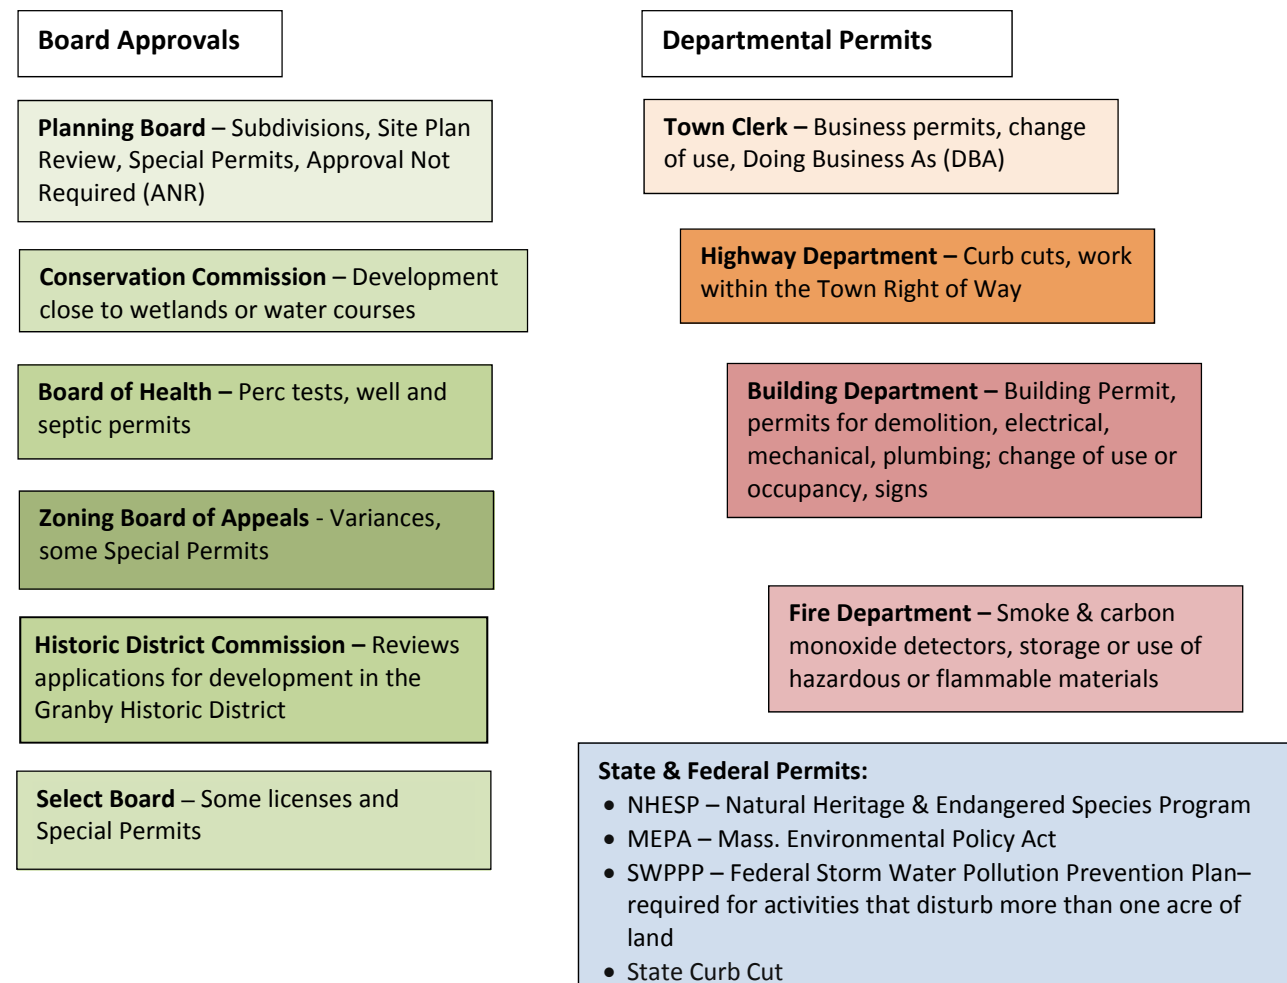 Board Approvals
Planning Board – Subdivisions, Site Plan
Review, Special Permits, Approval Not
Required (ANR)
Conservation Commission – Development
close to wetlands or water courses
Board of Health – Perc tests, well and
septic permits
Zoning Board of Appeals - Variances,
some Special Permits
Historic District Commission – Reviews
applications for development in the
Granby Historic District
Select Board – Some licenses and
Special Permits
Departmental Permits
Town Clerk – Business permits, change
of use, Doing Business As (DBA)
Highway Department – Curb cuts, work
within the Town Right of Way
Building Department – Building Permit,
permits for demolition, electrical,
mechanical, plumbing; change of use or
occupancy, signs
Fire Department – Smoke & carbon
monoxide detectors, storage or use of
hazardous or flammable materials
State & Federal Permits:
• NHESP – Natural Heritage & Endangered Species Program
• MEPA – Mass. Environmental Policy Act
• SWPPP – Federal Storm Water Pollution Prevention Plan–
required for activities that disturb more than one acre of
land
• State Curb Cut